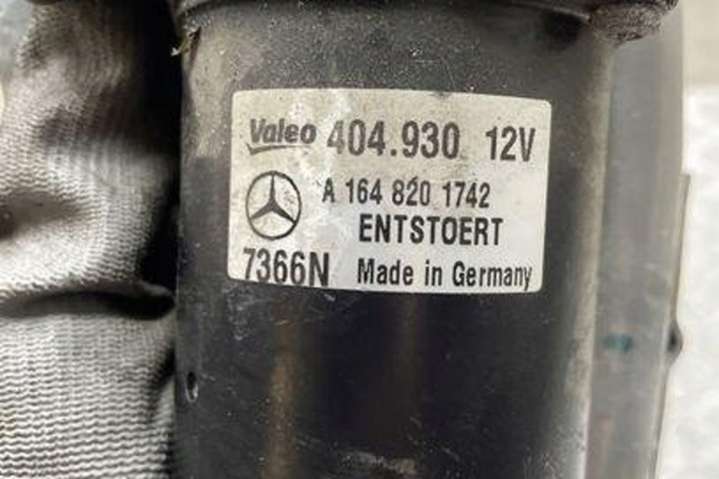 Valeo 404.930 12V
A 164 820 1742
ENTSTOERT
7366N Made in Germany